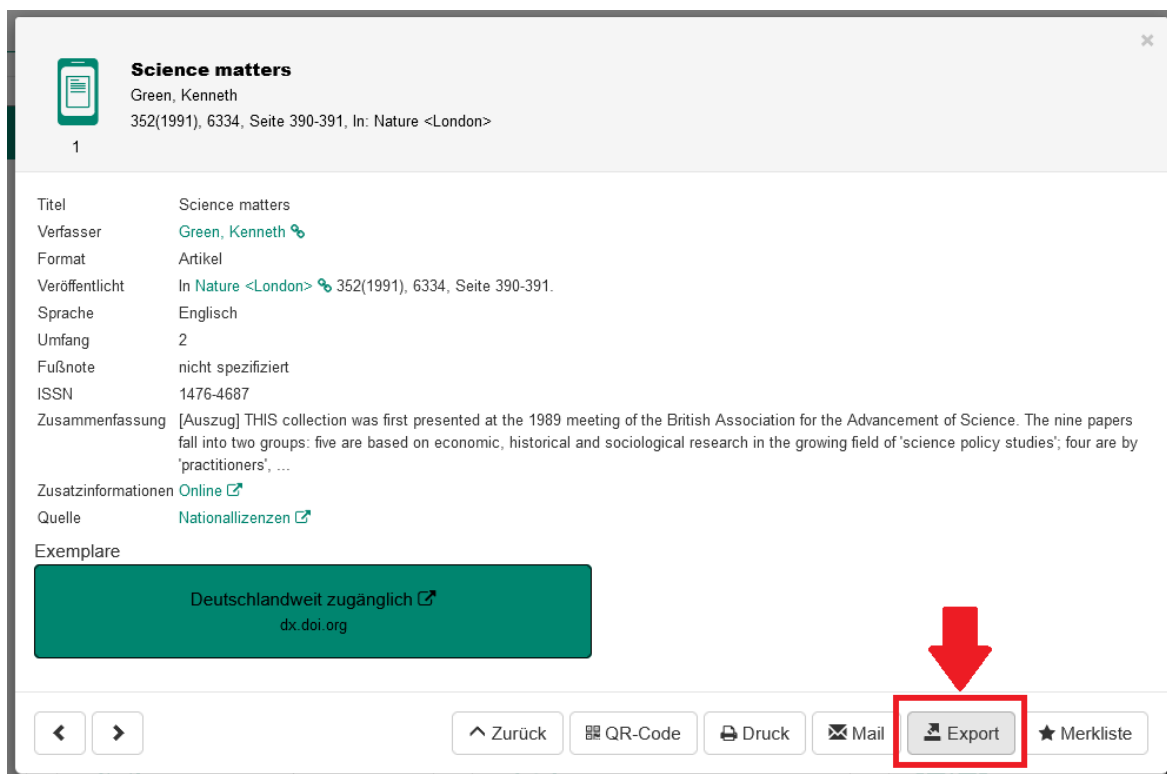 ×
Science matters
Green, Kenneth
352(1991), 6334, Seite 390-391, In: Nature <London>
1
Titel Science matters
Verfasser Green, Kenneth
Format Artikel
Veröffentlicht In Nature <London> 352(1991), 6334, Seite 390-391.
Sprache Englisch
Umfang 2
Fußnote nicht spezifiziert
ISSN 1476-4687
Zusammenfassung [Auszug] THIS collection was first presented at the 1989 meeting of the British Association for the Advancement of Science. The nine papers
fall into two groups: five are based on economic, historical and sociological research in the growing field of 'science policy studies'; four are by
'practitioners', ...
Zusatzinformationen Online
Quelle Nationallizenzen
Exemplare
Deutschlandweit zugänglich
dx.doi.org
Zurück QR-Code Druck Mail Export Merkliste